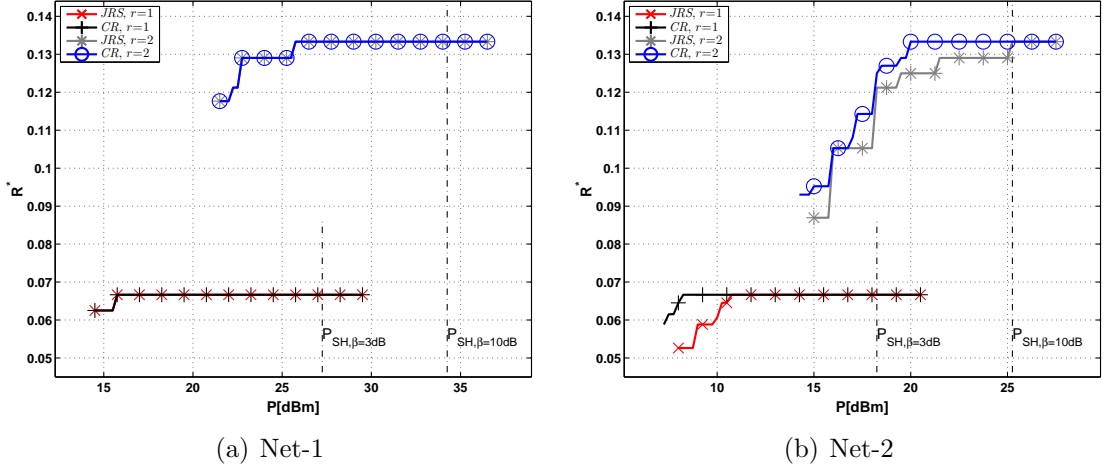 0.14
0.13
0.12
0.11
0.1
0.09
0.08
0.07
0.06
0.05
R*
JRS, r=1
CR, r=1
JRS, r=2
CR, r=2
P_SH,β=3dB
P_SH,β=10dB
15 20 25 30 35
P[dBm]
(a) Net-1
0.14
0.13
0.12
0.11
0.1
0.09
0.08
0.07
0.06
0.05
R*
JRS, r=1
CR, r=1
JRS, r=2
CR, r=2
P_SH,β=3dB
P_SH,β=10dB
10 15 20 25
P[dBm]
(b) Net-2